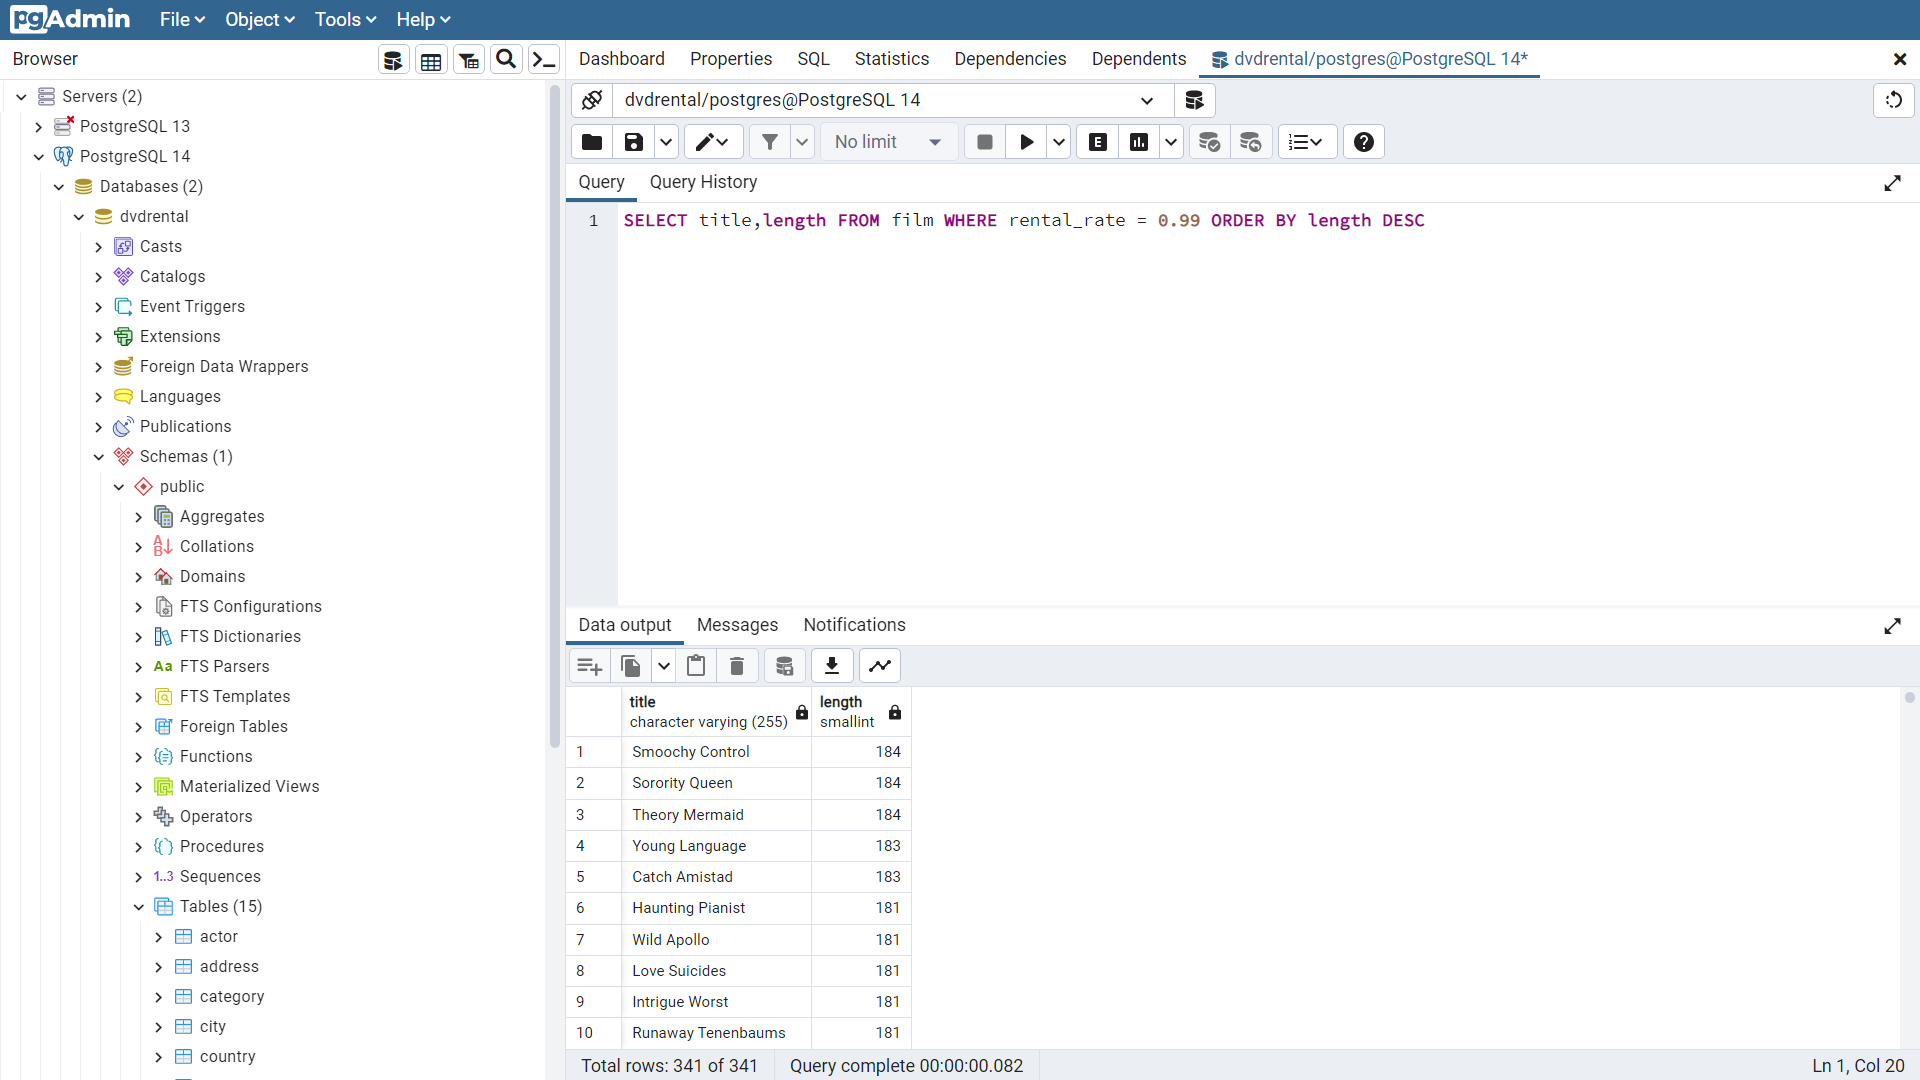 pgAdmin File Object Tools Help
Browser
Dashboard Properties SQL Statistics Dependencies Dependents dvdrental/postgres@PostgreSQL 14*
Servers (2)
PostgreSQL 13
PostgreSQL 14
Databases (2)
dvdrental
Casts
Catalogs
Event Triggers
Extensions
Foreign Data Wrappers
Languages
Publications
Schemas (1)
public
Aggregates
Collations
Domains
FTS Configurations
FTS Dictionaries
Aa FTS Parsers
FTS Templates
Foreign Tables
Functions
Materialized Views
Operators
Procedures
1..3 Sequences
Tables (15)
actor
address
category
city
country
dvdrental/postgres@PostgreSQL 14
No limit E
Query Query History
1 SELECT title,length FROM film WHERE rental_rate = 0.99 ORDER BY length DESC
Data output Messages Notifications
title length
character varying (255) smallint
1 Smoochy Control 184
2 Sorority Queen 184
3 Theory Mermaid 184
4 Young Language 183
5 Catch Amistad 183
6 Haunting Pianist 181
7 Wild Apollo 181
8 Love Suicides 181
9 Intrigue Worst 181
10 Runaway Tenenbaums 181
Total rows: 341 of 341 Query complete 00:00:00.082 Ln 1, Col 20